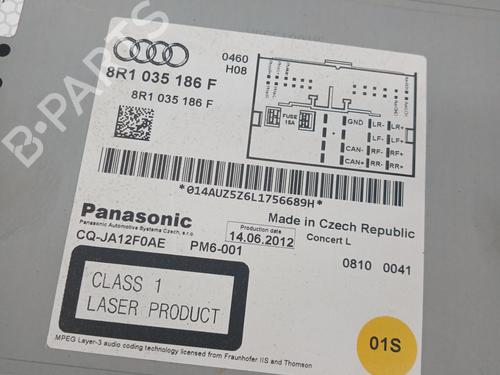 0460
H08
8R1 035 186 F
8R1 035 186 F
FUSE
15A
GND
LR-
LR+
LF-
LF+
CAN-
RF-
RF+
CAN+
RR-
RR+
*014AUZ5Z6L1756689H*
Panasonic
Panasonic Automotive Systems Czech, s.r.o
Made in Czech Republic
Production date
14.06.2012
Concert L
CQ-JA12F0AE
PM6-001
0810 0041
CLASS 1
LASER PRODUCT
01S
MPEG Layer-3 audio coding technology licensed from Fraunhofer IIS and Thomson
B-PARTS